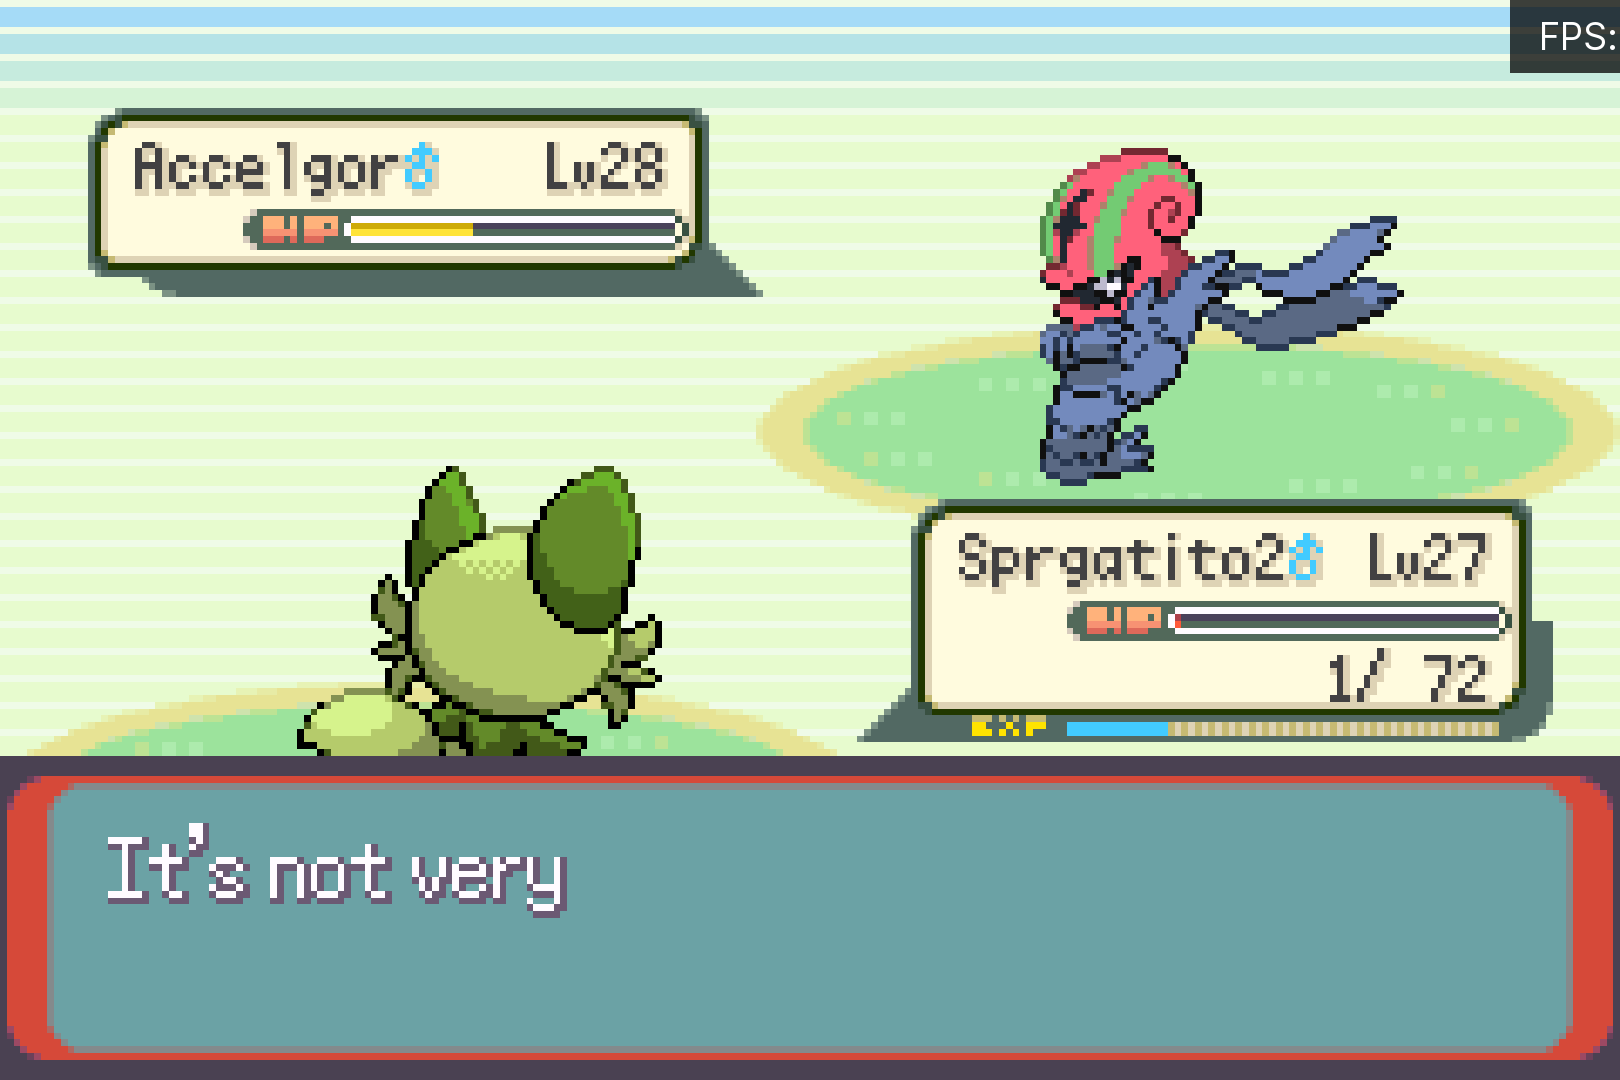 FPS:
Accelgor♂ Lv28
HP
Sprgatito2♂ Lv27
HP
1/ 72
EXP
It's not very